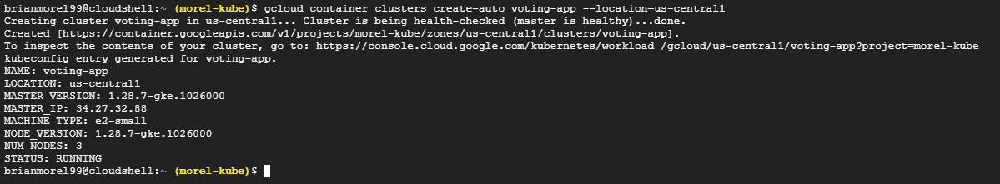 brianmorel99@cloudshell:~ (morel-kube)$ gcloud container clusters create-auto voting-app --location=us-central1
Creating cluster voting-app in us-central1... Cluster is being health-checked (master is healthy)...done.
Created [https://container.googleapis.com/v1/projects/morel-kube/zones/us-central1/clusters/voting-app].
To inspect the contents of your cluster, go to: https://console.cloud.google.com/kubernetes/workload_/gcloud/us-central1/voting-app?project=morel-kube
kubeconfig entry generated for voting-app.
NAME: voting-app
LOCATION: us-central1
MASTER_VERSION: 1.28.7-gke.1026000
MASTER_IP: 34.27.32.88
MACHINE_TYPE: e2-small
NODE_VERSION: 1.28.7-gke.1026000
NUM_NODES: 3
STATUS: RUNNING
brianmorel99@cloudshell:~ (morel-kube)$